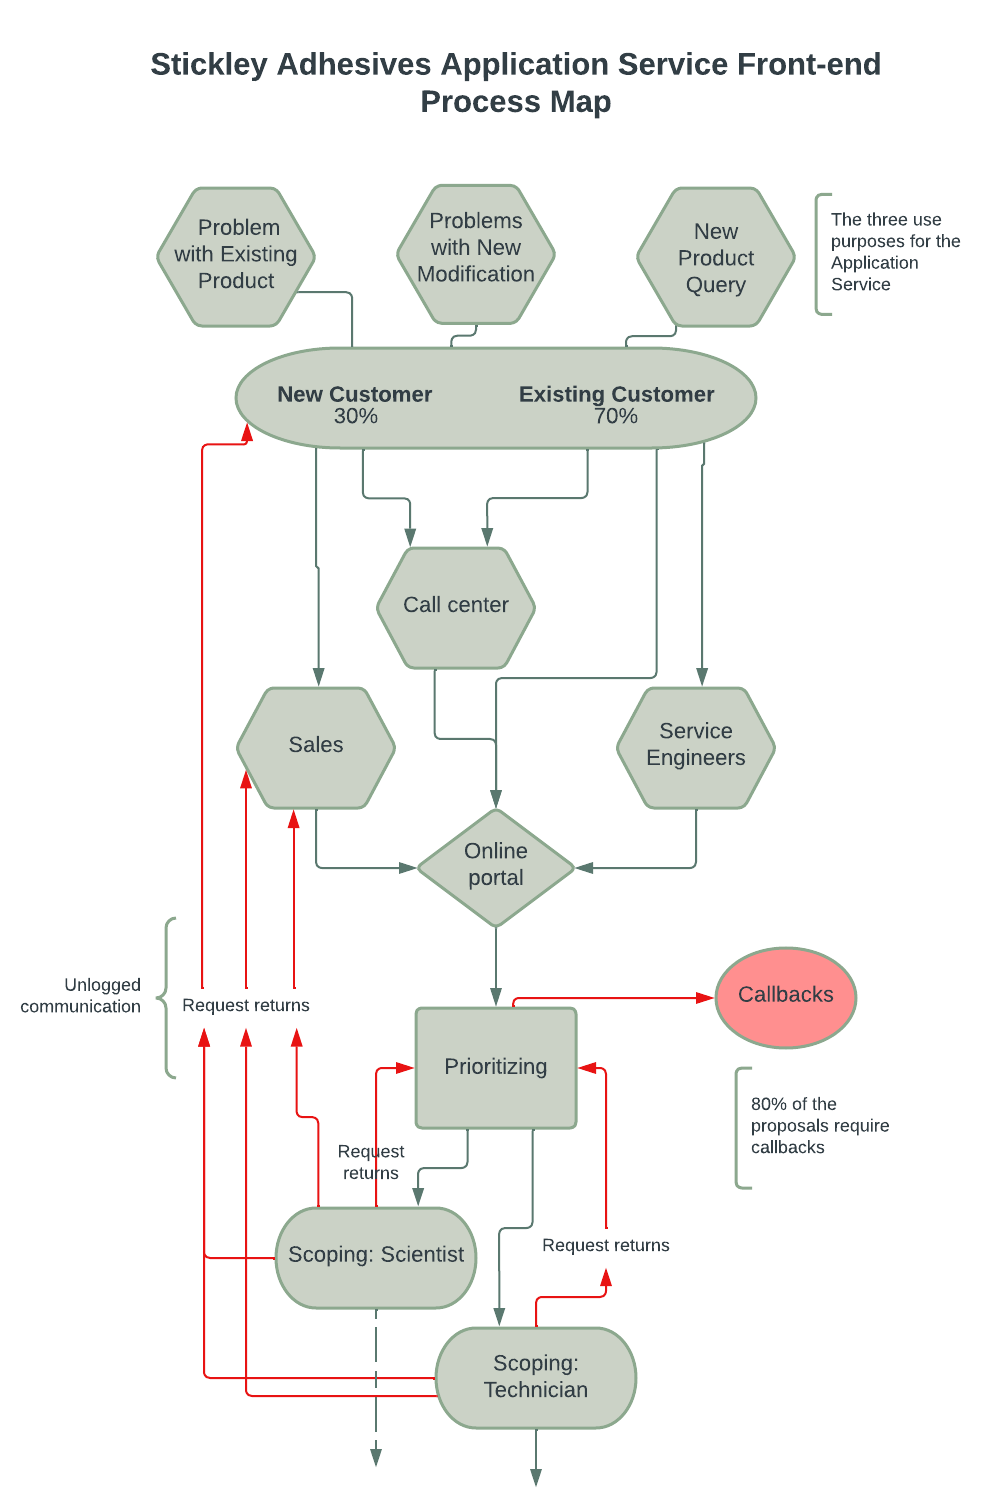 Stickley Adhesives Application Service Front-end
Process Map
Problem
with Existing
Product
Problems
with New
Modification
New
Product
Query
The three use
purposes for the
Application
Service
New Customer
30%
Existing Customer
70%
Call center
Sales
Service
Engineers
Online
portal
Unlogged
communication
Request returns
Callbacks
Prioritizing
80% of the
proposals require
callbacks
Request
returns
Scoping: Scientist
Request returns
Scoping:
Technician